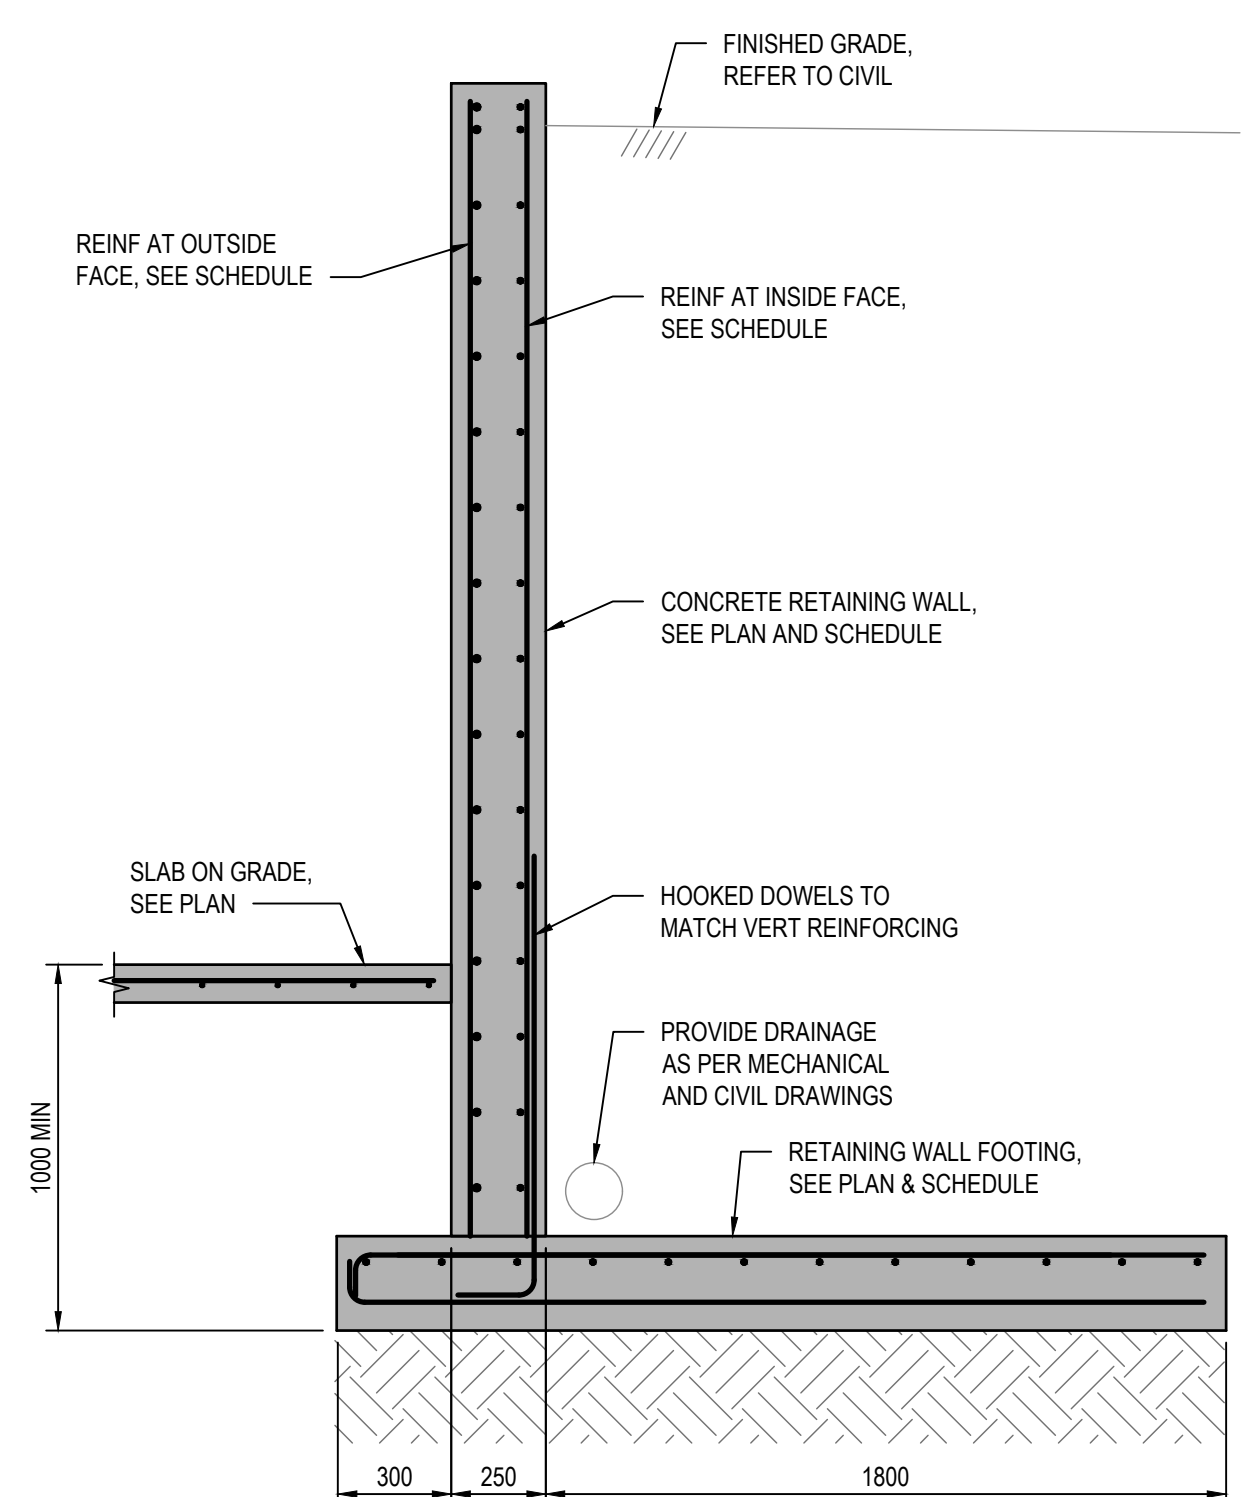 FINISHED GRADE,
REFER TO CIVIL
REINF AT OUTSIDE
FACE, SEE SCHEDULE
REINF AT INSIDE FACE,
SEE SCHEDULE
CONCRETE RETAINING WALL,
SEE PLAN AND SCHEDULE
SLAB ON GRADE,
SEE PLAN
HOOKED DOWELS TO
MATCH VERT REINFORCING
PROVIDE DRAINAGE
AS PER MECHANICAL
AND CIVIL DRAWINGS
1000 MIN
RETAINING WALL FOOTING,
SEE PLAN & SCHEDULE
300
250
1800